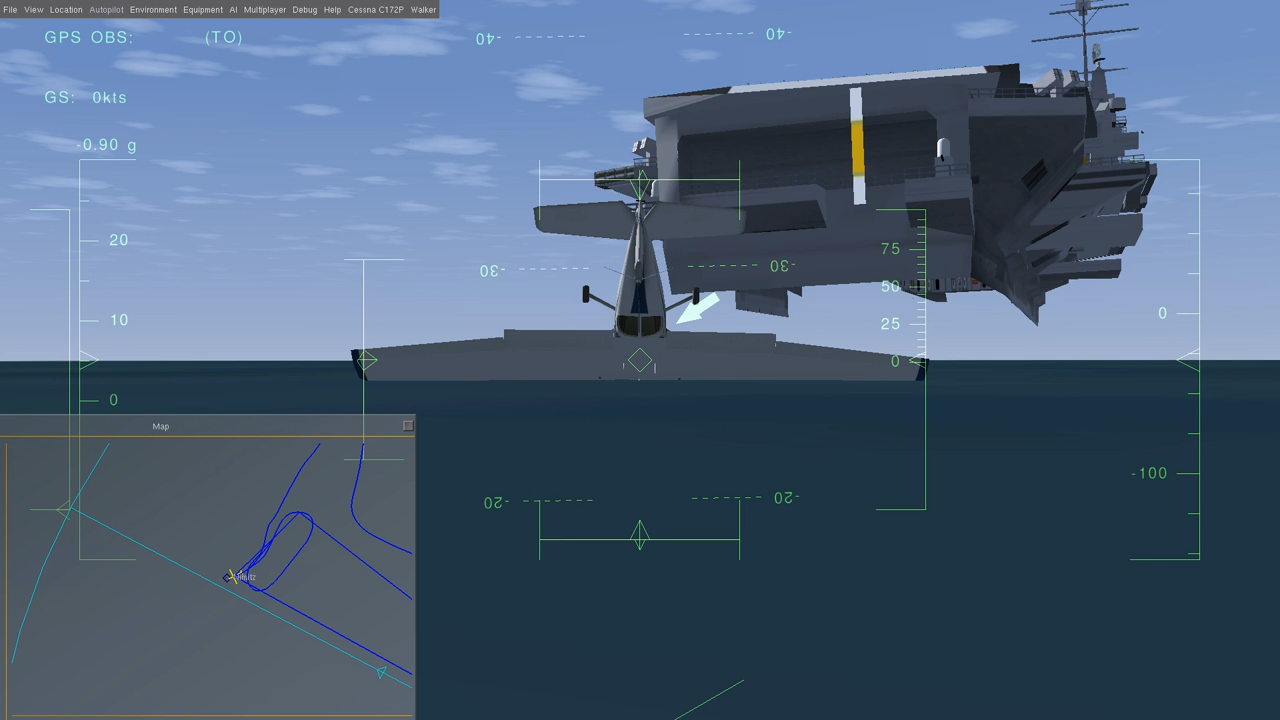 File View Location Autopilot Environment Equipment AI Multiplayer Debug Help Cessna C172P Walker
GPS OBS: (TO)
-40 -40
GS: 0kts
-0.90 g
20
75
-30 -30
50
10
0
25
0
0
Map
-100
-20 -20